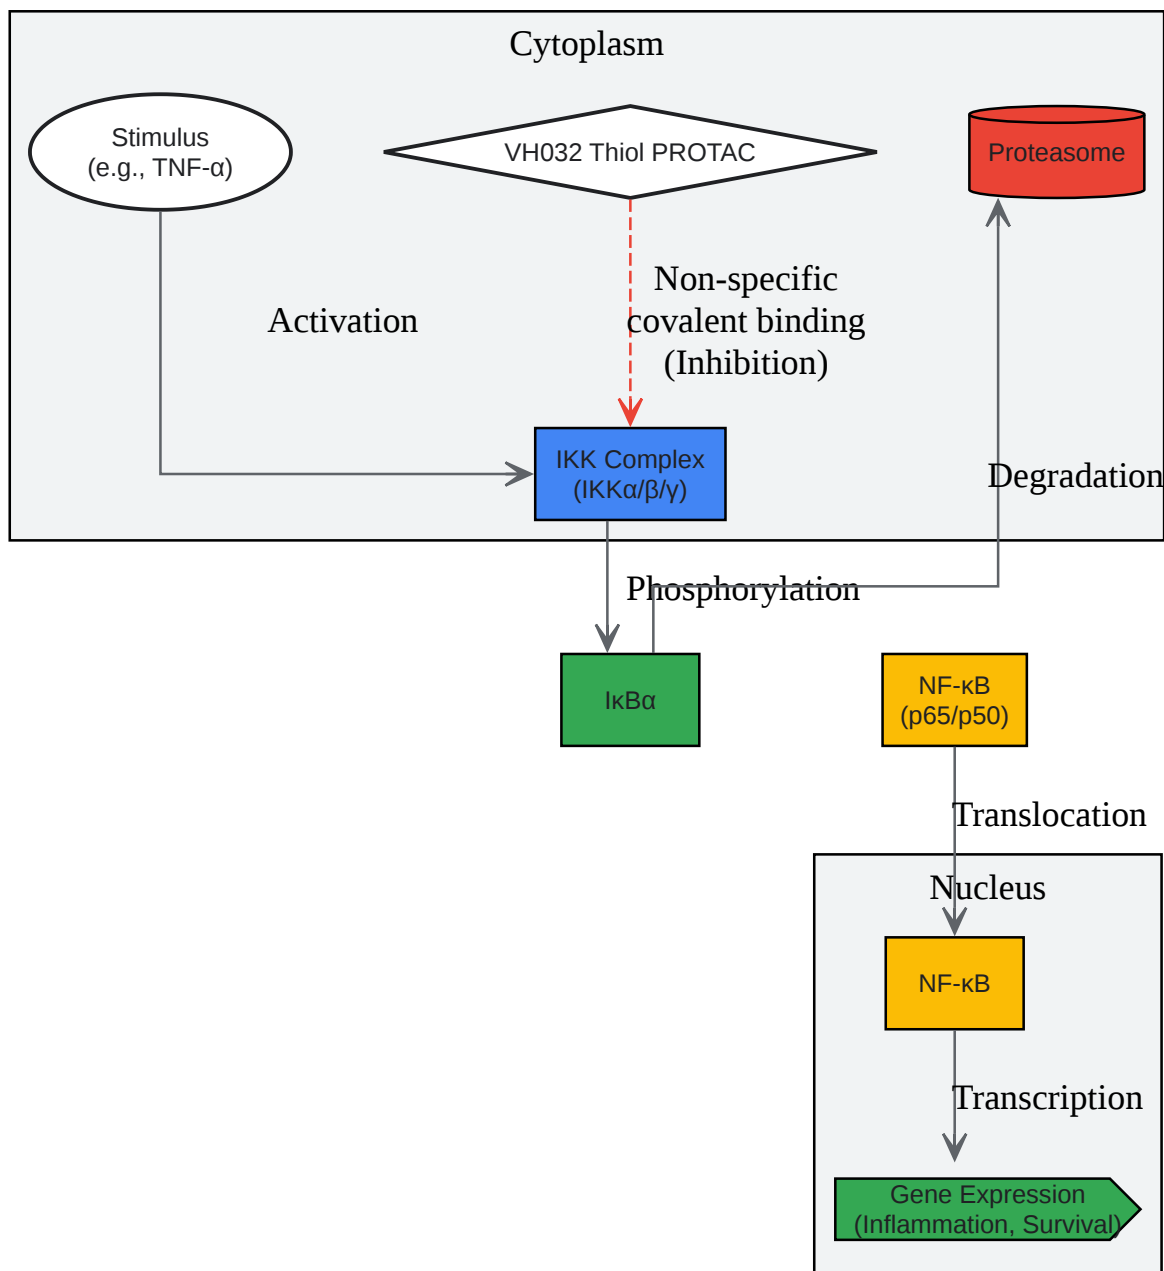 Cytoplasm
Stimulus
(e.g., TNF-α)
VH032 Thiol PROTAC
Proteasome
Activation
Non-specific
covalent binding
(Inhibition)
IKK Complex
(IKKα/β/γ)
Degradation
Phosphorylation
IκBα
NF-κB
(p65/p50)
Translocation
Nucleus
NF-κB
Transcription
Gene Expression
(Inflammation, Survival)